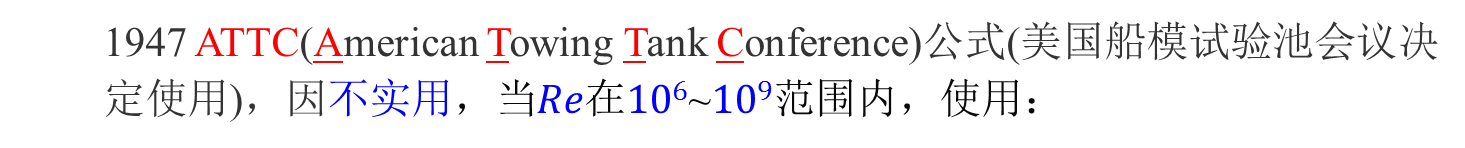 1947 ATTC(American Towing Tank Conference)公式(美国船模试验池会议决
定使用)，因不实用，当Re在10⁶~10⁹范围内，使用：